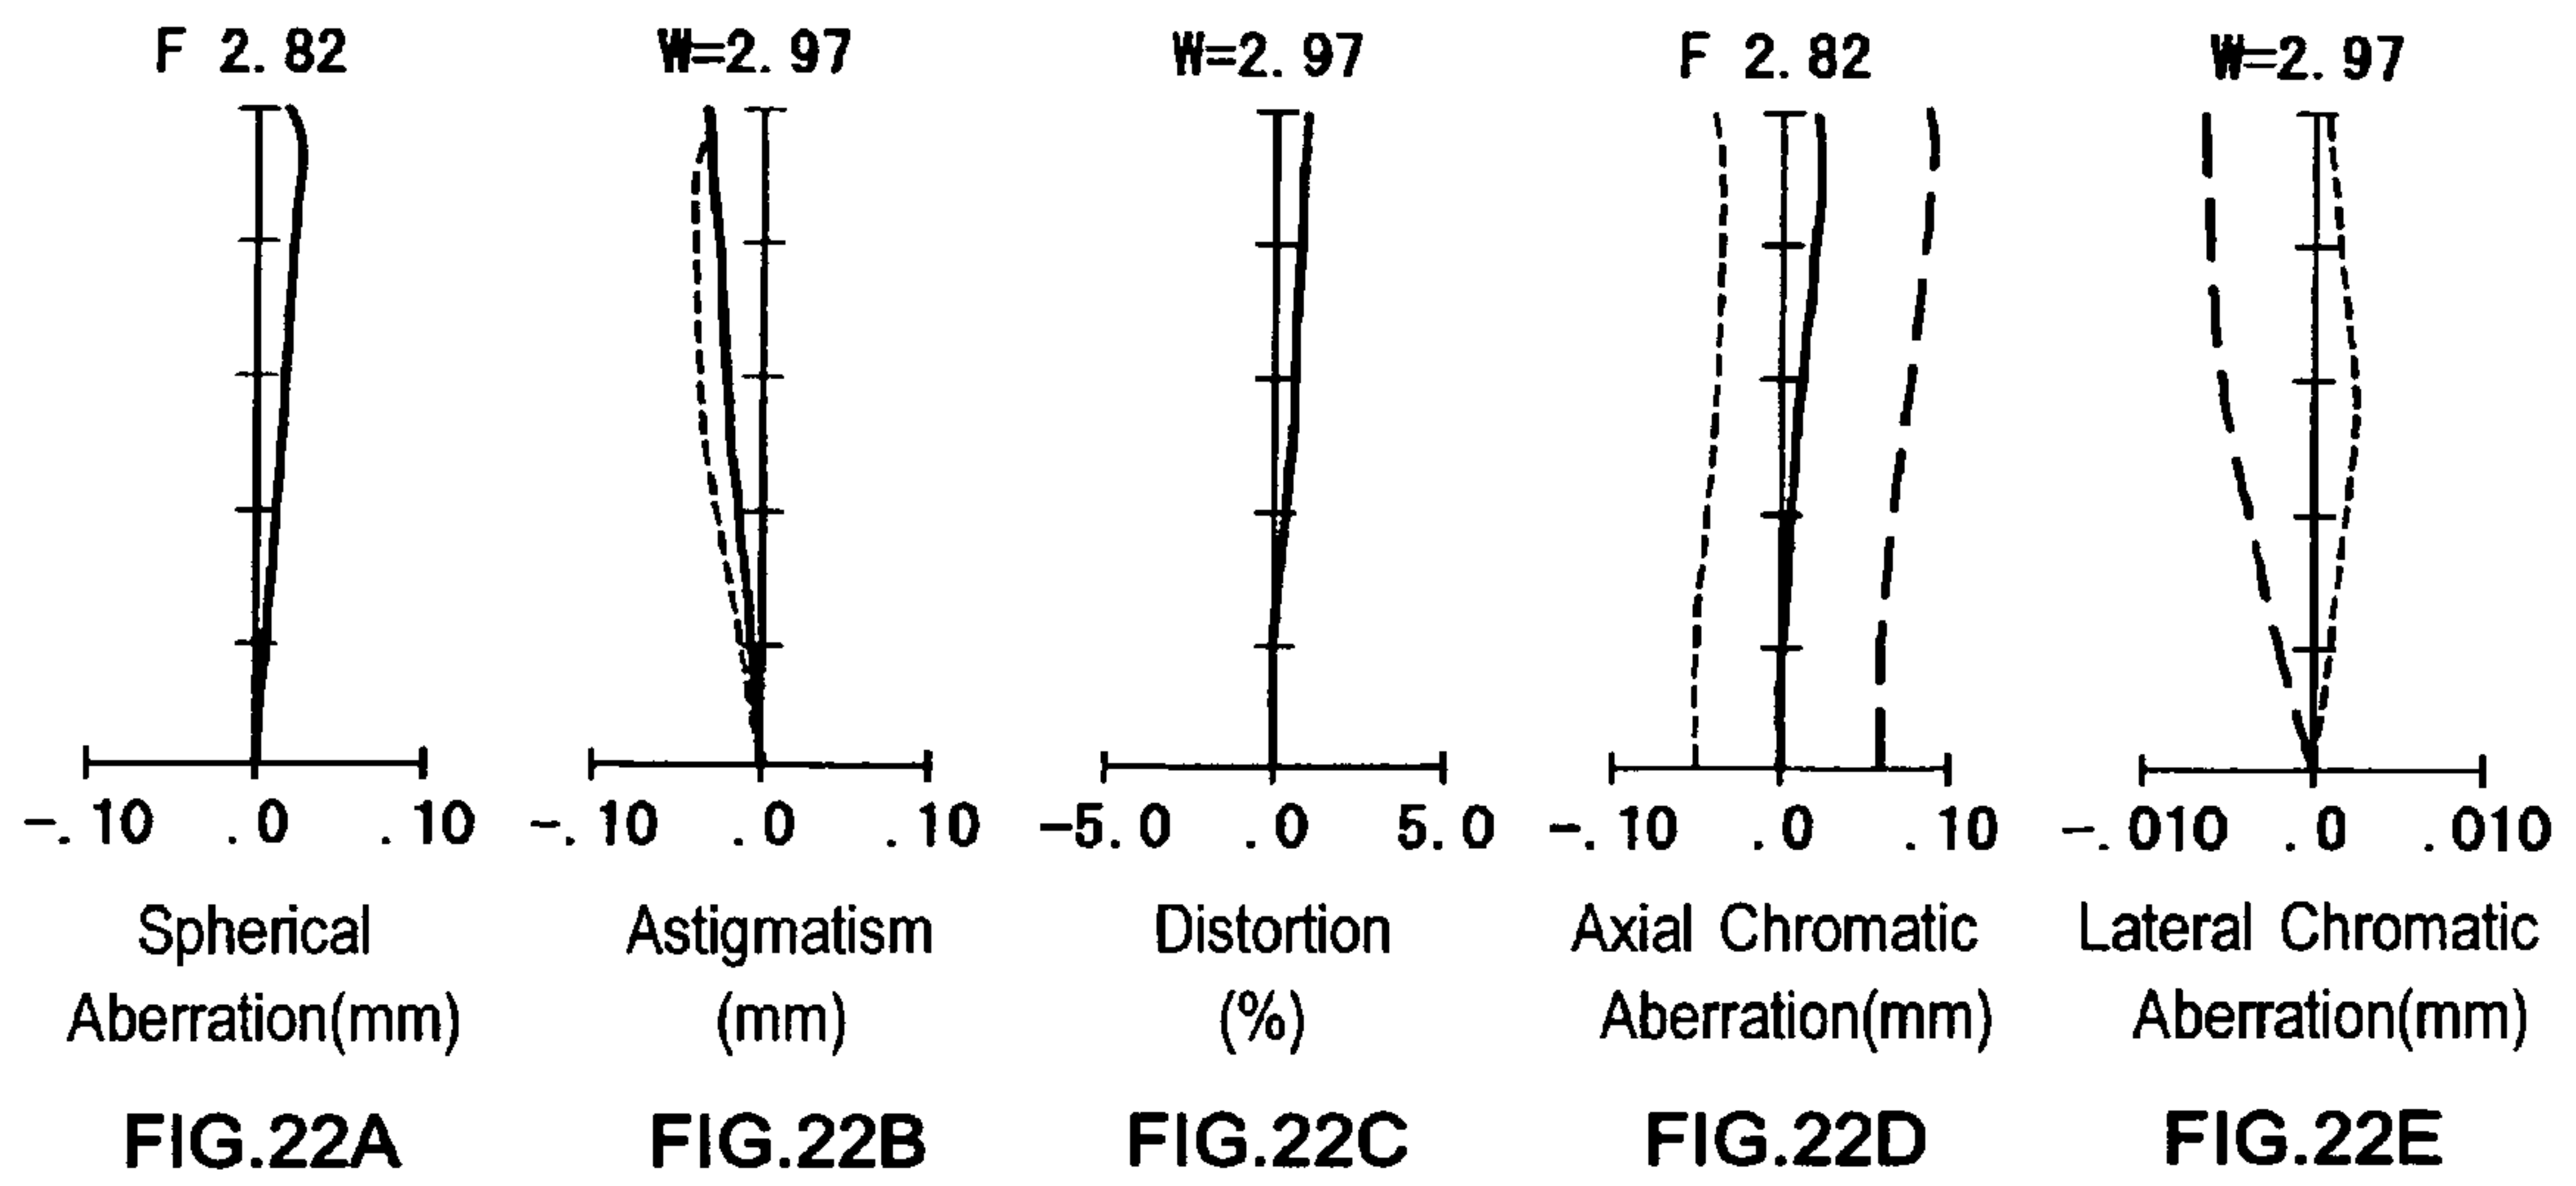 F 2.82
W=2.97
W=2.97
F 2.82
W=2.97
-.10 .0 .10
-.10 .0 .10
-5.0 .0 5.0
-.10 .0 .10
-.010 .0 .010
Spherical
Aberration(mm)
Astigmatism
(mm)
Distortion
(%)
Axial Chromatic
Aberration(mm)
Lateral Chromatic
Aberration(mm)
FIG.22A
FIG.22B
FIG.22C
FIG.22D
FIG.22E